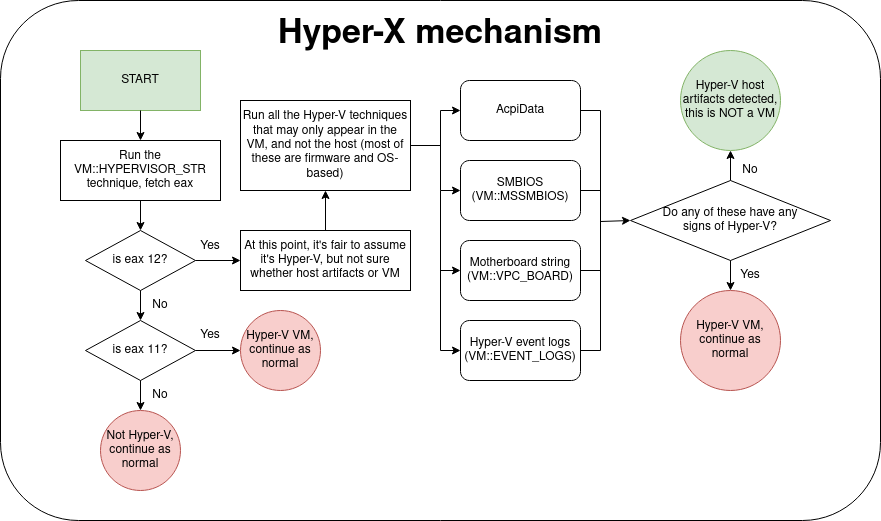 Hyper-X mechanism
START
Run the
VM::HYPERVISOR_STR
technique, fetch eax
is eax 12?
Yes
No
is eax 11?
Yes
No
Hyper-V VM,
continue as
normal
Not Hyper-V,
continue as
normal
At this point, it's fair to assume
it's Hyper-V, but not sure
whether host artifacts or VM
Run all the Hyper-V techniques
that may only appear in the
VM, and not the host (most of
these are firmware and OS-
based)
AcpiData
SMBIOS
(VM::MSSMBIOS)
Motherboard string
(VM::VPC_BOARD)
Hyper-V event logs
(VM::EVENT_LOGS)
Do any of these have any
signs of Hyper-V?
No
Hyper-V host
artifacts detected,
this is NOT a VM
Yes
Hyper-V VM,
continue as
normal